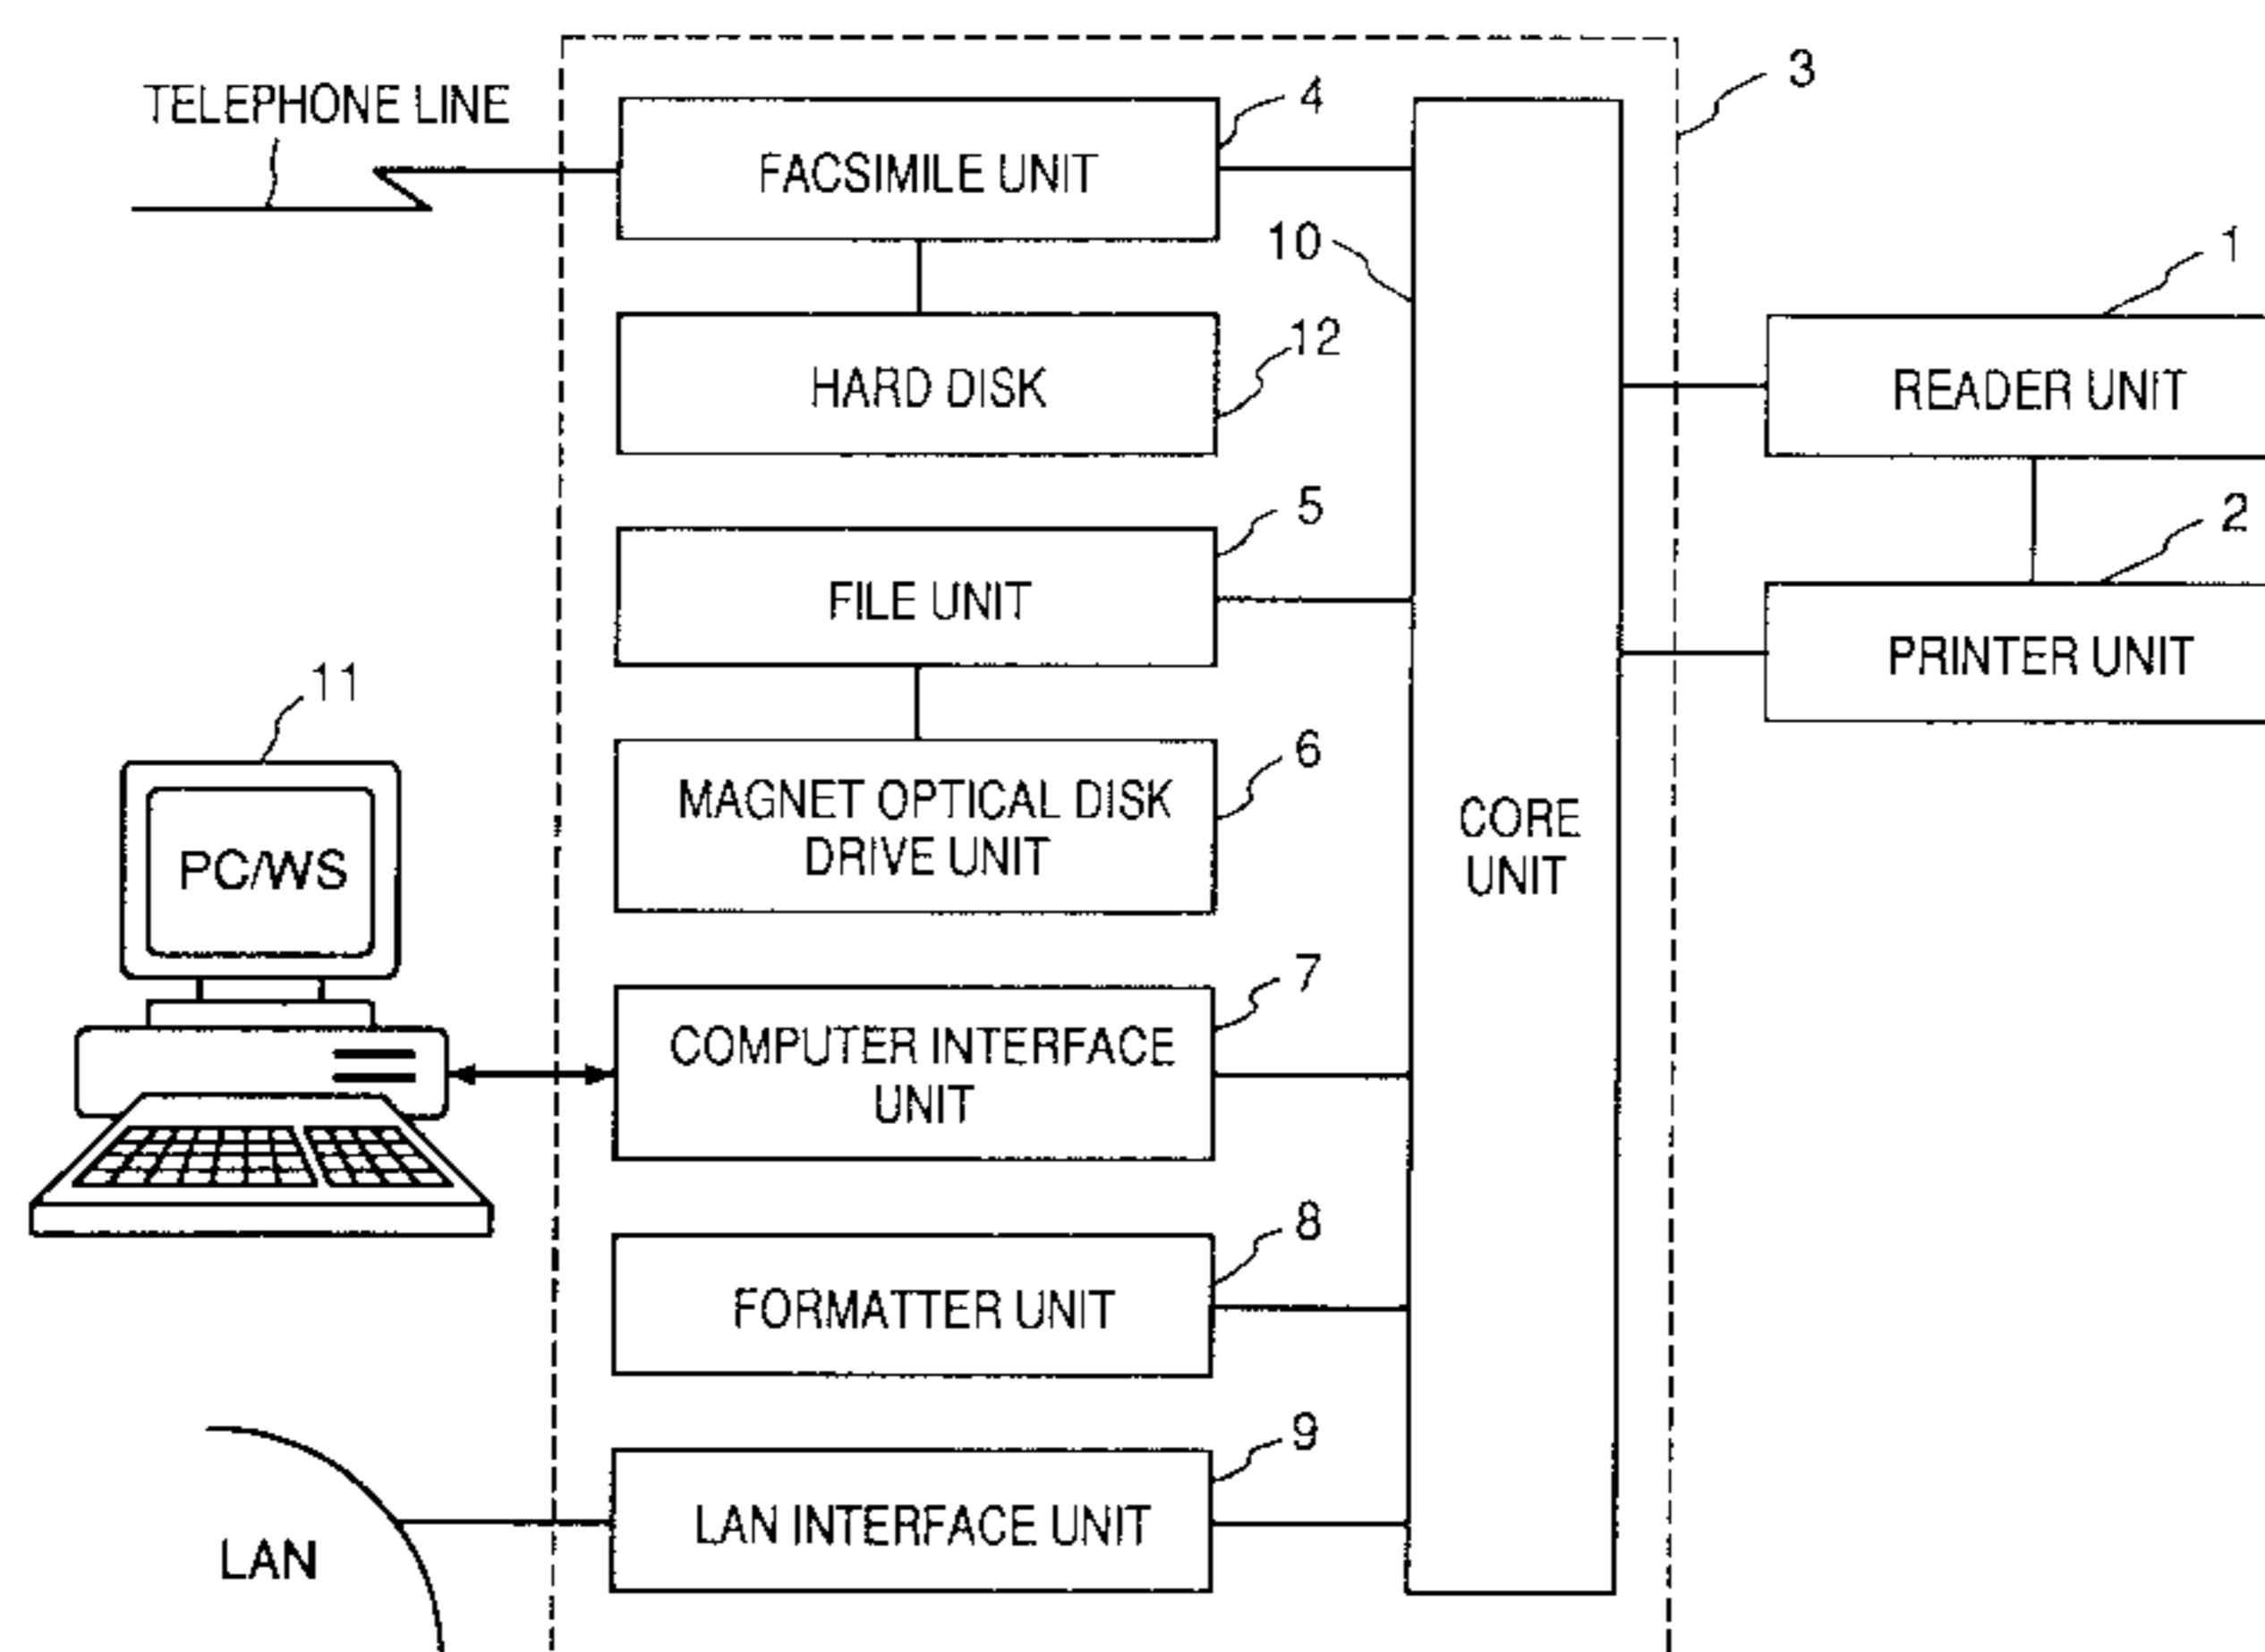 TELEPHONE LINE
3
4
FACSIMILE UNIT
10
1
12
HARD DISK
READER UNIT
5
2
FILE UNIT
PRINTER UNIT
11
6
MAGNET OPTICAL DISK
DRIVE UNIT
CORE
UNIT
PC/WS
7
COMPUTER INTERFACE
UNIT
8
FORMATTER UNIT
9
LAN INTERFACE UNIT
LAN